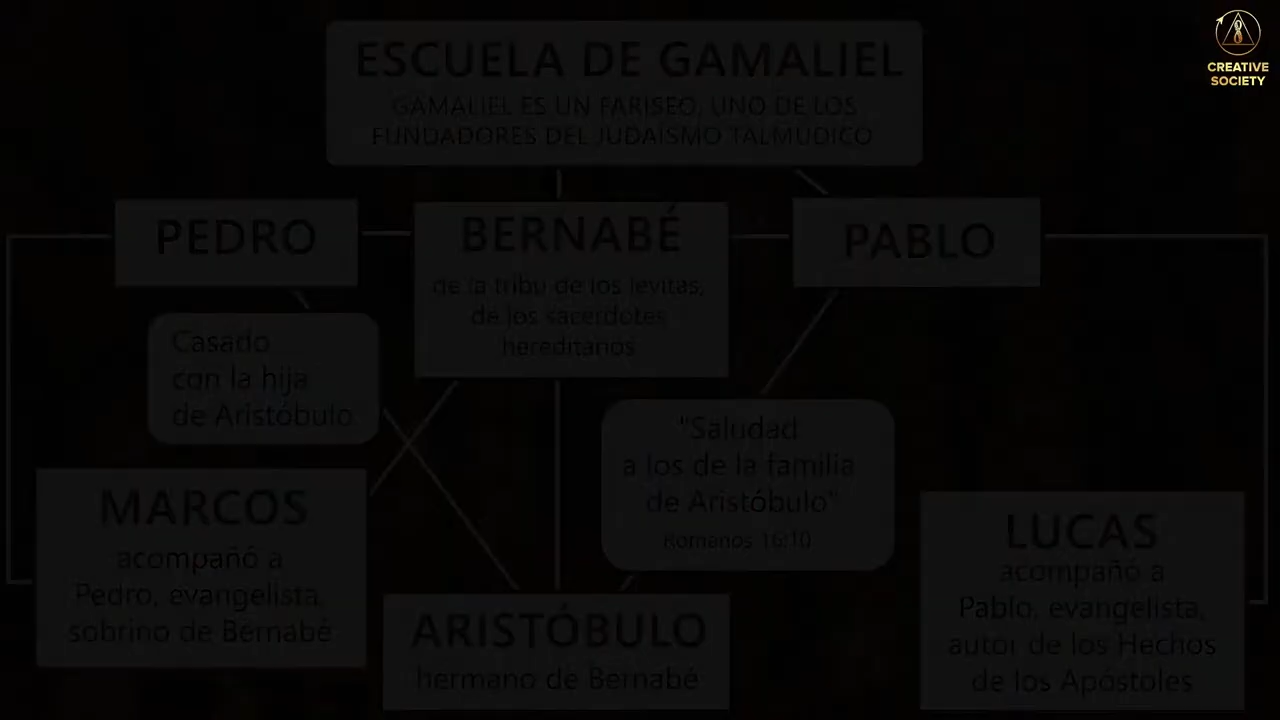 ESCUELA DE GAMALIEL
GAMALIEL ES UN FARISEO, UNO DE LOS
FUNDADORES DEL JUDAÍSMO TALMÚDICO
CREATIVE
SOCIETY
PEDRO
BERNABÉ
de la tribu de los levitas,
de los sacerdotes
hereditarios
PABLO
Casado
con la hija
de Aristóbulo
"Saludad
a los de la familia
de Aristóbulo"
Romanos 16:10
MARCOS
acompañó a
Pedro, evangelista,
sobrino de Bernabé
ARISTÓBULO
hermano de Bernabé
LUCAS
acompañó a
Pablo, evangelista,
autor de los Hechos
de los Apóstoles